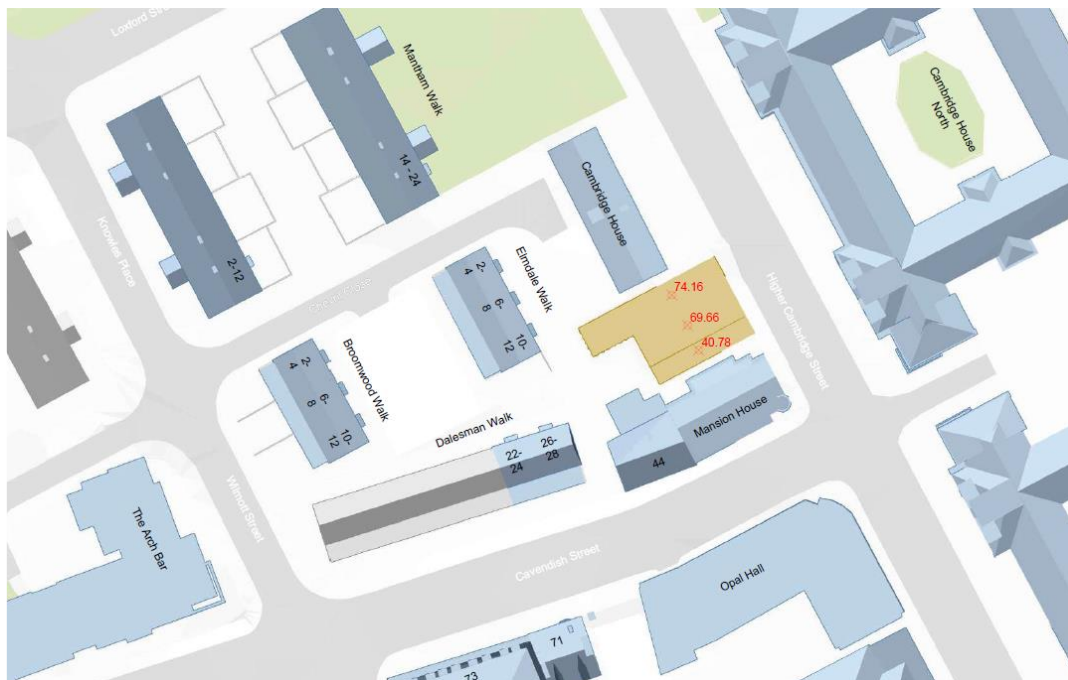 Loxford Street
Mantham Walk
14 - 24
Cambridge House
North
Cambridge House
Knowles Place
2-12
2-
4
6-
8
10-
12
Elmdale Walk
74.16
69.66
40.78
Higher Cambridge Street
Broomwood Walk
2-
4
6-
8
10-
12
Dalesman Walk
22-
24
26-
28
Mansion House
44
Wilmott Street
The Arch Bar
Cavendish Street
Opal Hall
71
73